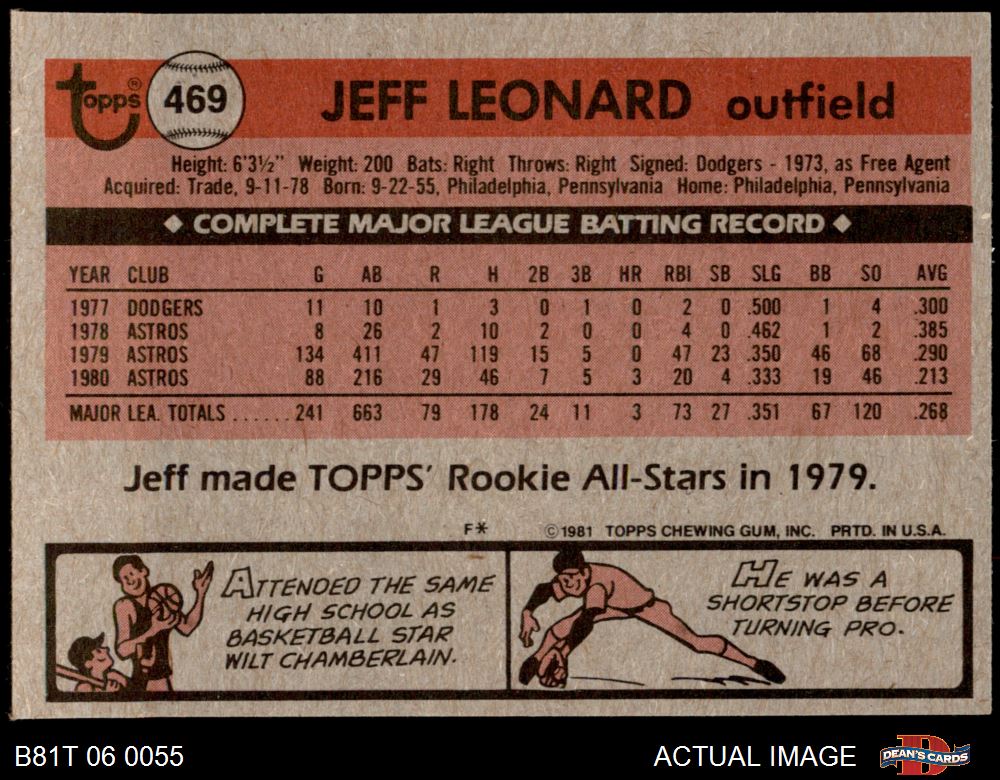 topps® 469 JEFF LEONARD outfield
Height: 6'3½" Weight: 200 Bats: Right Throws: Right Signed: Dodgers - 1973, as Free Agent
Acquired: Trade, 9-11-78 Born: 9-22-55, Philadelphia, Pennsylvania Home: Philadelphia, Pennsylvania
◆ COMPLETE MAJOR LEAGUE BATTING RECORD ◆
YEAR CLUB G AB R H 2B 3B HR RBI SB SLG BB SO AVG
1977 DODGERS 11 10 1 3 0 1 0 2 0 .500 1 4 .300
1978 ASTROS 8 26 2 10 2 0 0 4 0 .462 1 2 .385
1979 ASTROS 134 411 47 119 15 5 0 47 23 .350 46 68 .290
1980 ASTROS 88 216 29 46 7 5 3 20 4 .333 19 46 .213
MAJOR LEA. TOTALS ......241 663 79 178 24 11 3 73 27 .351 67 120 .268
Jeff made TOPPS' Rookie All-Stars in 1979.
F* ©1981 TOPPS CHEWING GUM, INC. PRTD. IN U.S.A.
ATTENDED THE SAME
HIGH SCHOOL AS
BASKETBALL STAR
WILT CHAMBERLAIN.
HE WAS A
SHORTSTOP BEFORE
TURNING PRO.
B81T 06 0055 ACTUAL IMAGE DEAN'S CARDS